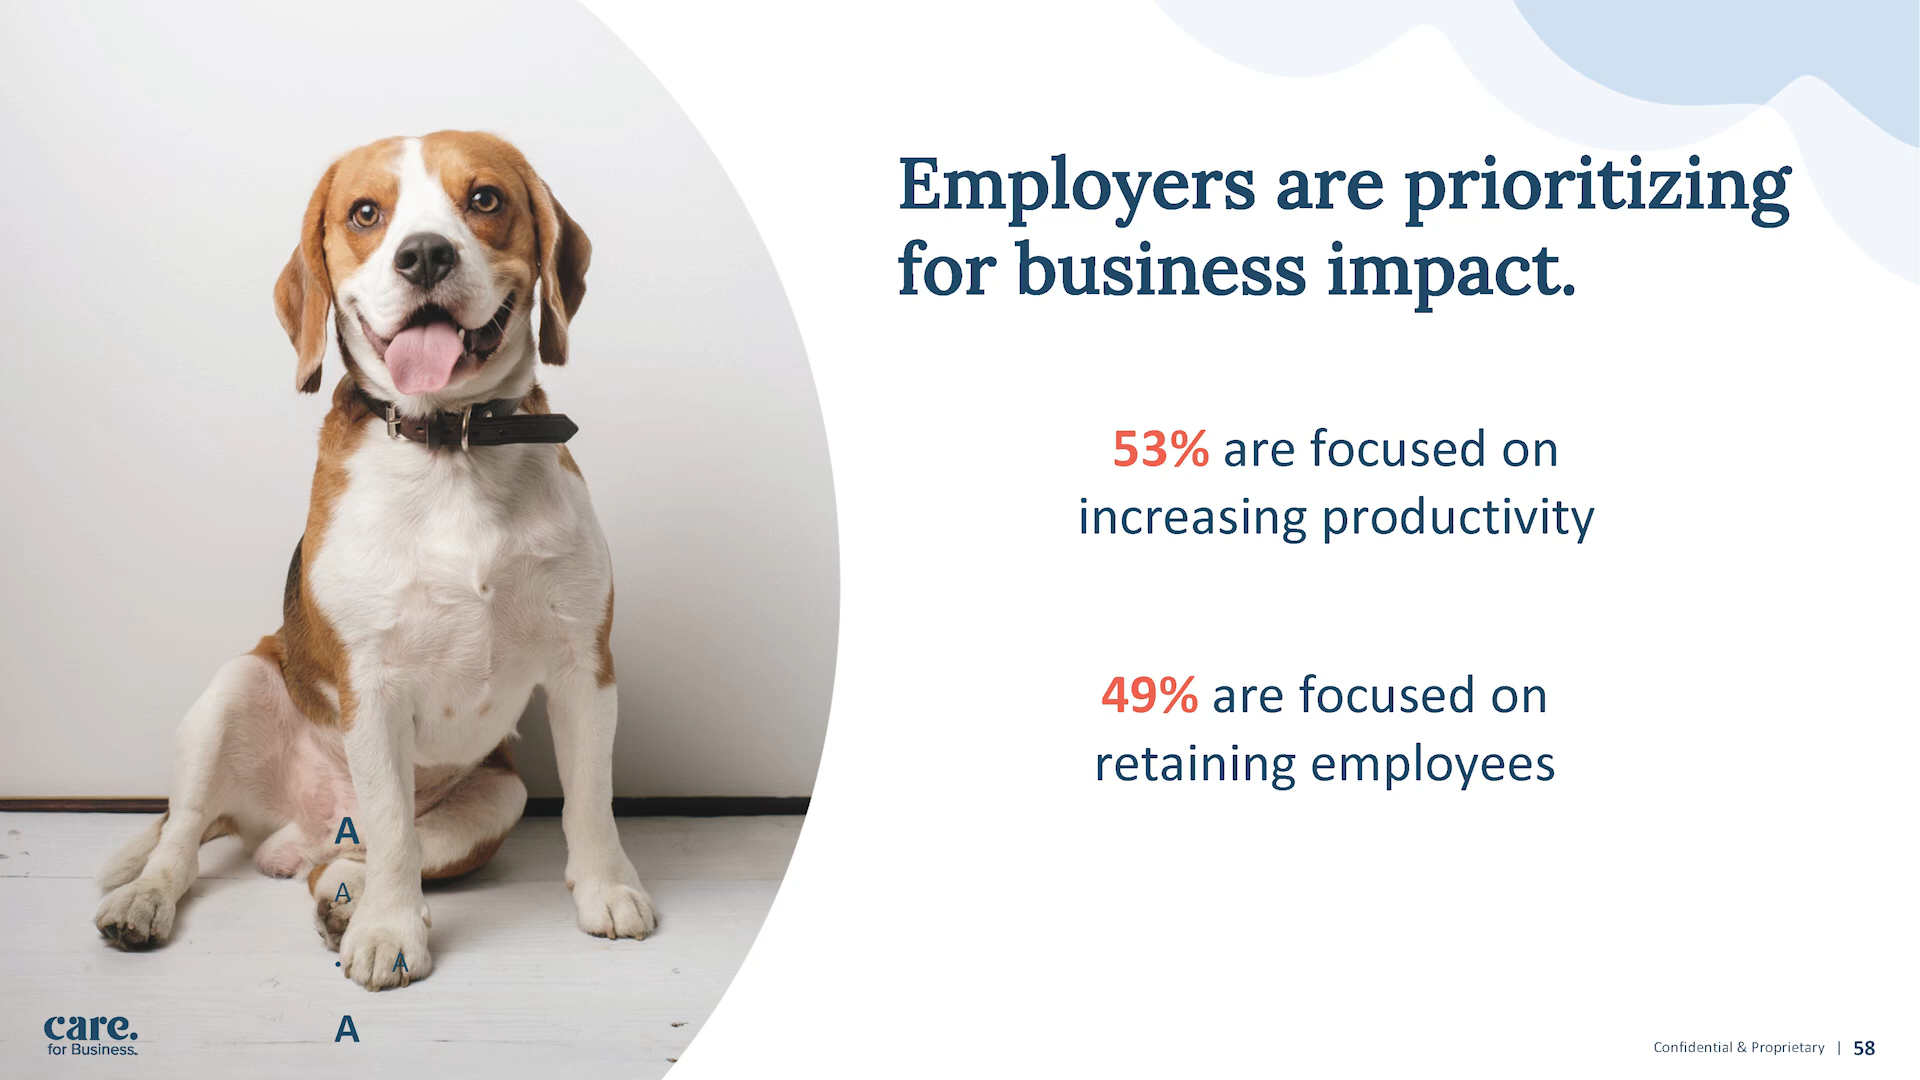 Employers are prioritizing
for business impact.
53% are focused on
increasing productivity
49% are focused on
retaining employees
A
A
• A
A
care.
for Business.
Confidential & Proprietary | 58